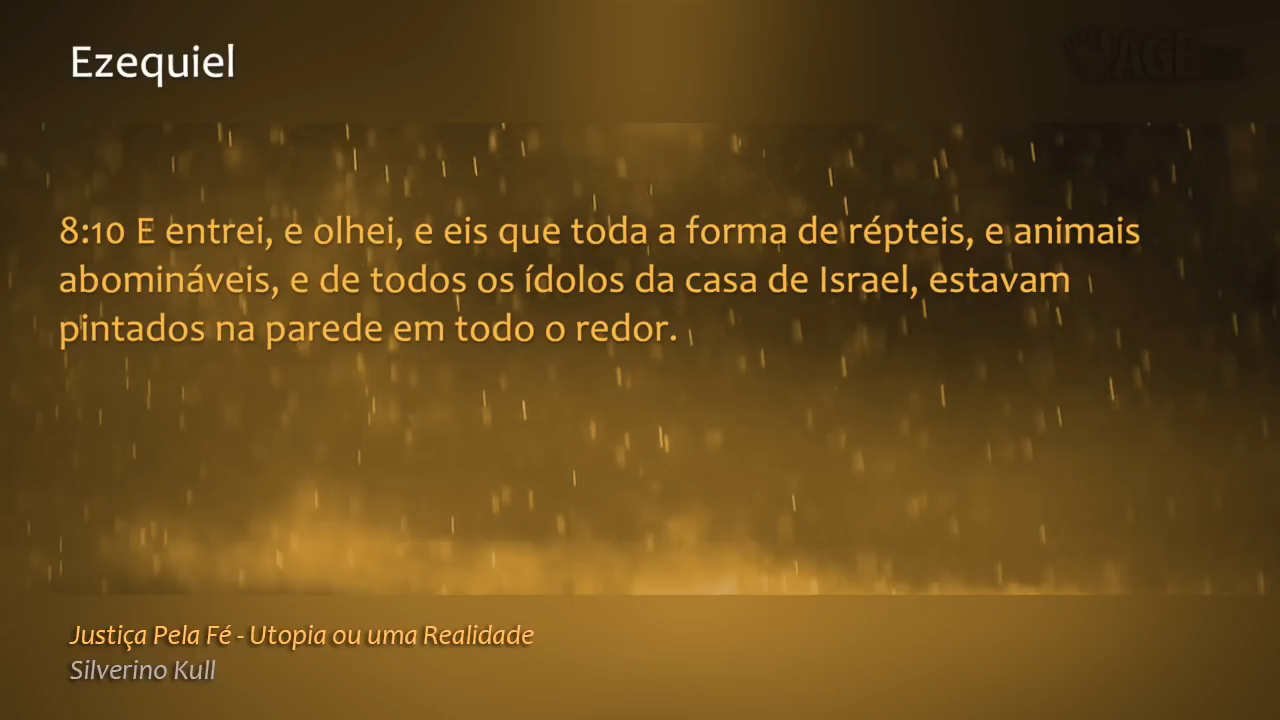 Ezequiel
8:10 E entrei, e olhei, e eis que toda a forma de répteis, e animais
abomináveis, e de todos os ídolos da casa de Israel, estavam
pintados na parede em todo o redor.
Justiça Pela Fé - Utopia ou uma Realidade
Silverino Kull